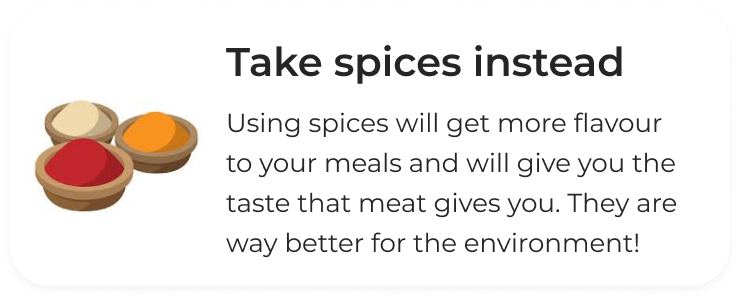 Take spices instead
Using spices will get more flavour
to your meals and will give you the
taste that meat gives you. They are
way better for the environment!